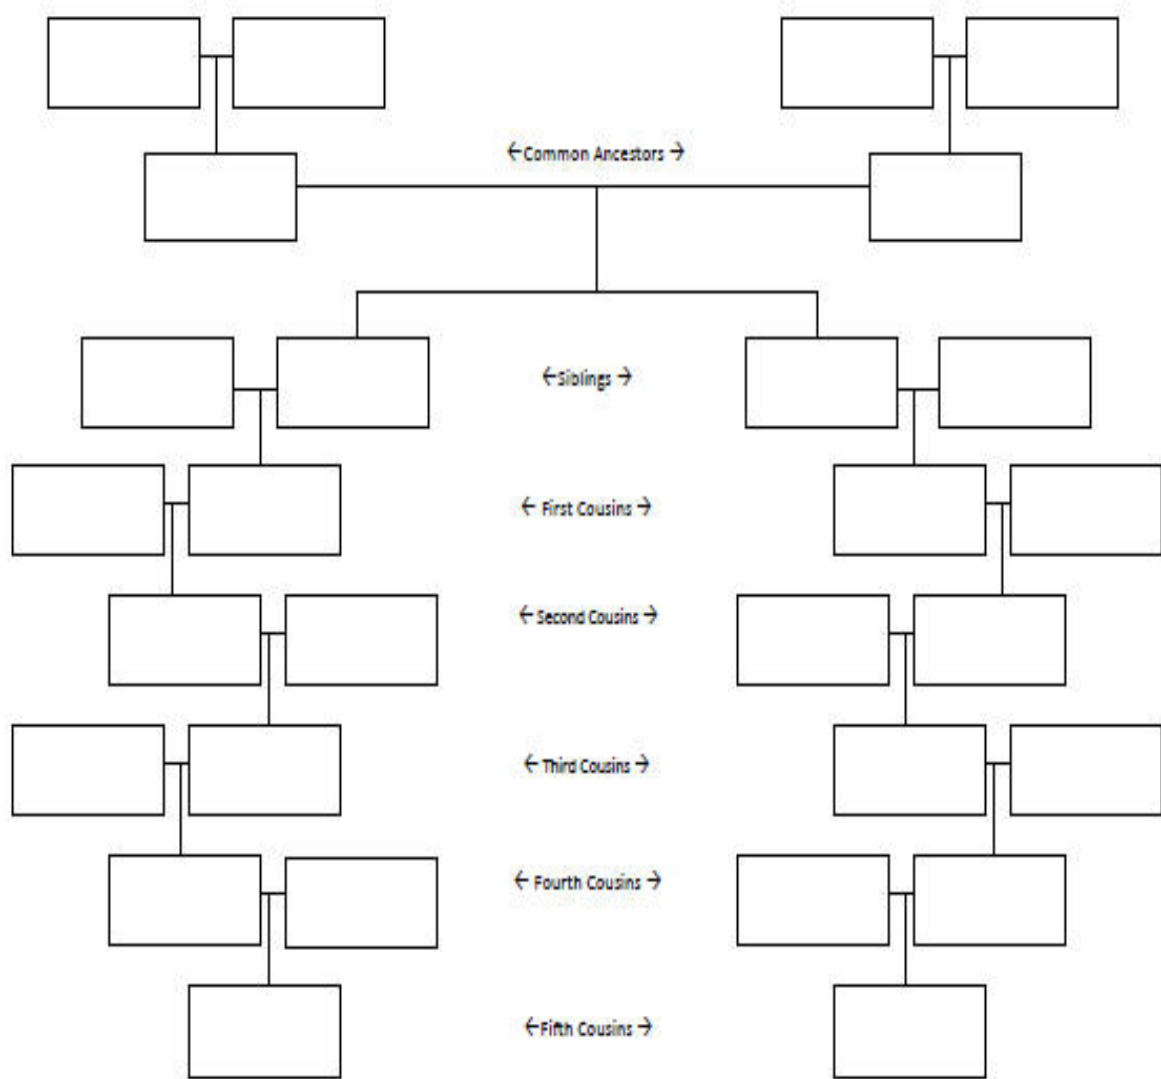 ←Common Ancestors →
←Siblings →
← First Cousins →
← Second Cousins →
← Third Cousins →
← Fourth Cousins →
←Fifth Cousins →